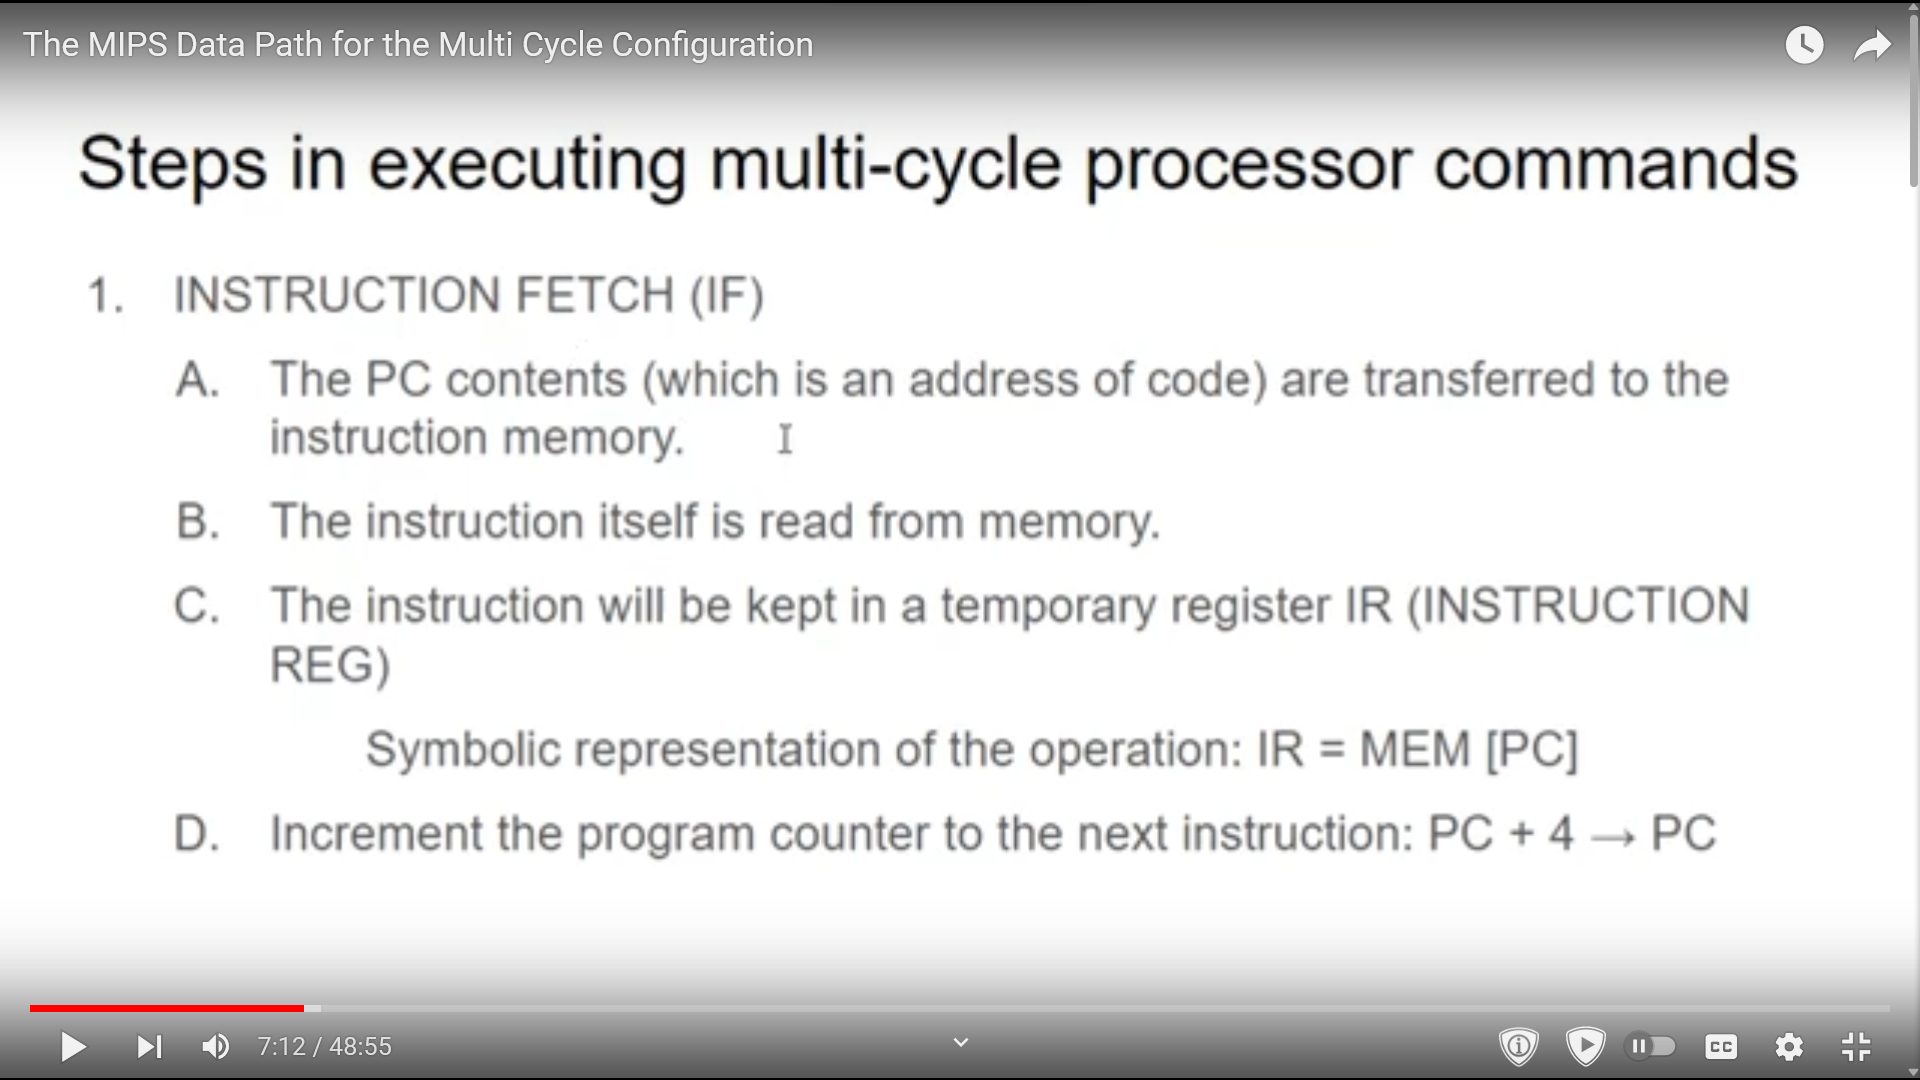 The MIPS Data Path for the Multi Cycle Configuration
Steps in executing multi-cycle processor commands
1. INSTRUCTION FETCH (IF)
A. The PC contents (which is an address of code) are transferred to the
instruction memory.
B. The instruction itself is read from memory.
C. The instruction will be kept in a temporary register IR (INSTRUCTION
REG)
Symbolic representation of the operation: IR = MEM [PC]
D. Increment the program counter to the next instruction: PC + 4 → PC
7:12 / 48:55
CC